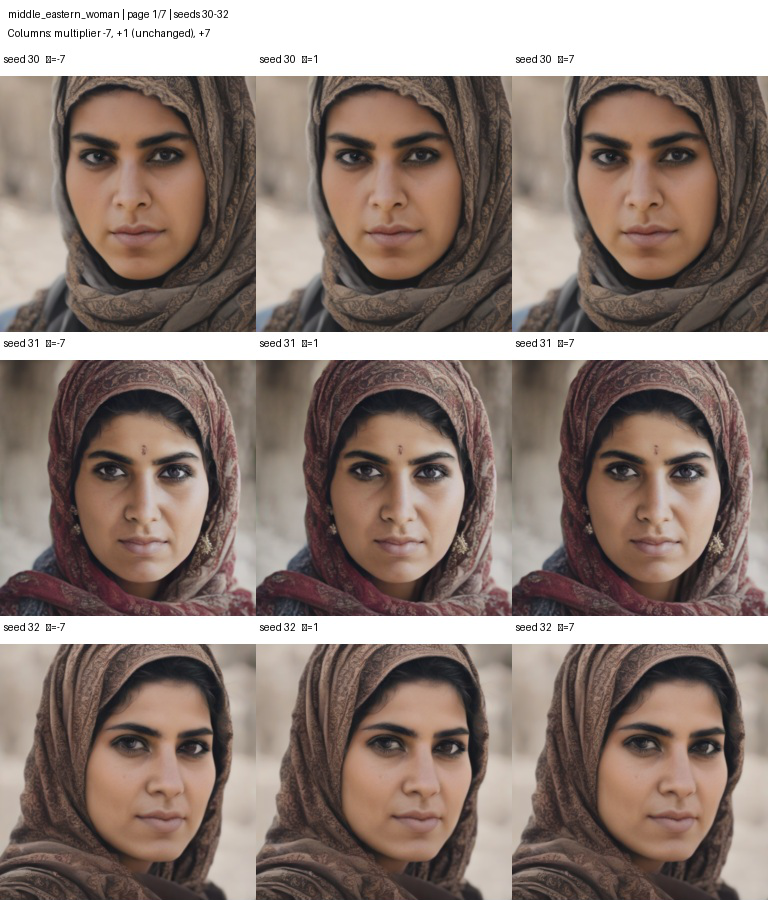 middle_eastern_woman | page 1/7 | seeds 30-32
Columns: multiplier -7, +1 (unchanged), +7
seed 30 =-7 seed 30 =1 seed 30 =7
seed 31 =-7 seed 31 =1 seed 31 =7
seed 32 =-7 seed 32 =1 seed 32 =7